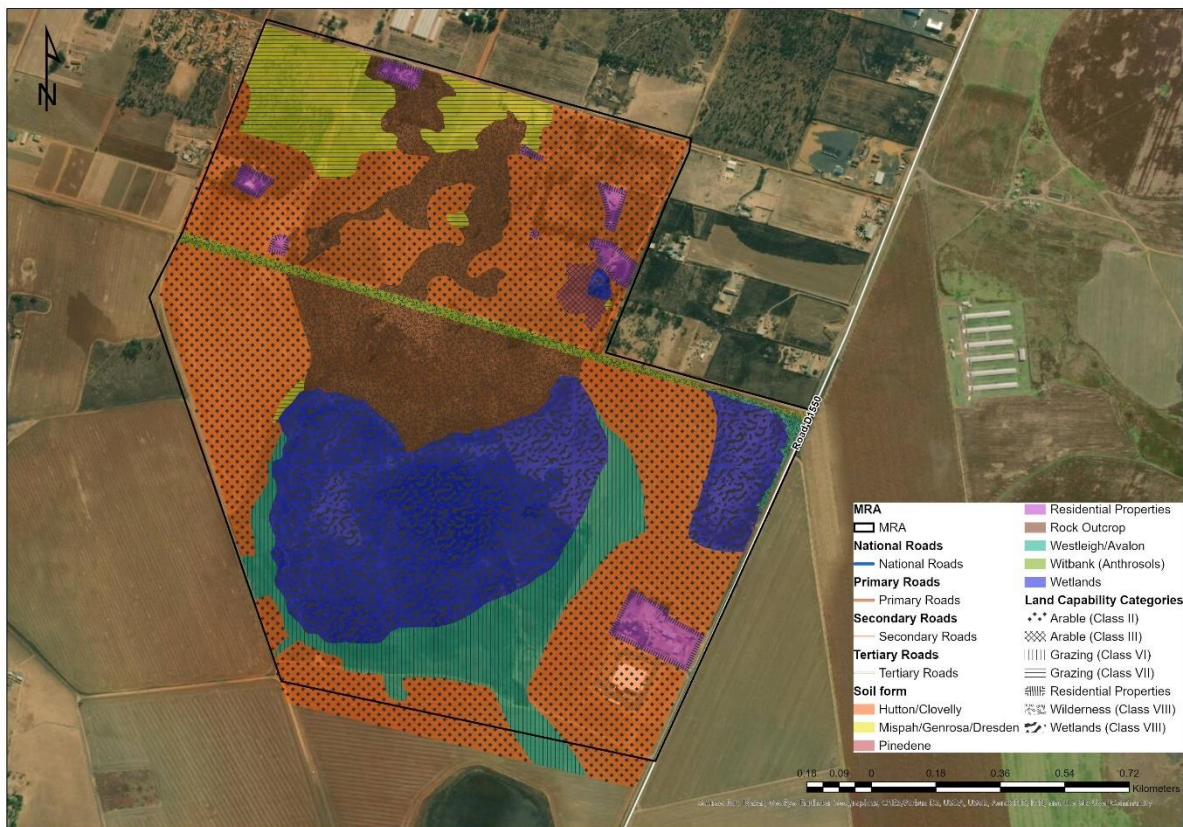 N
Road D1550
MRA
MRA
National Roads
National Roads
Primary Roads
Primary Roads
Secondary Roads
Secondary Roads
Tertiary Roads
Tertiary Roads
Soil form
Hutton/Clovelly
Mispah/Genrosa/Dresden
Pinedene
Residential Properties
Rock Outcrop
Westleigh/Avalon
Witbank (Anthrosols)
Wetlands
Land Capability Categories
Arable (Class II)
Arable (Class III)
Grazing (Class VI)
Grazing (Class VII)
Residential Properties
Wilderness (Class VIII)
Wetlands (Class VIII)
0.18 0.09 0 0.18 0.36 0.54 0.72
Kilometers